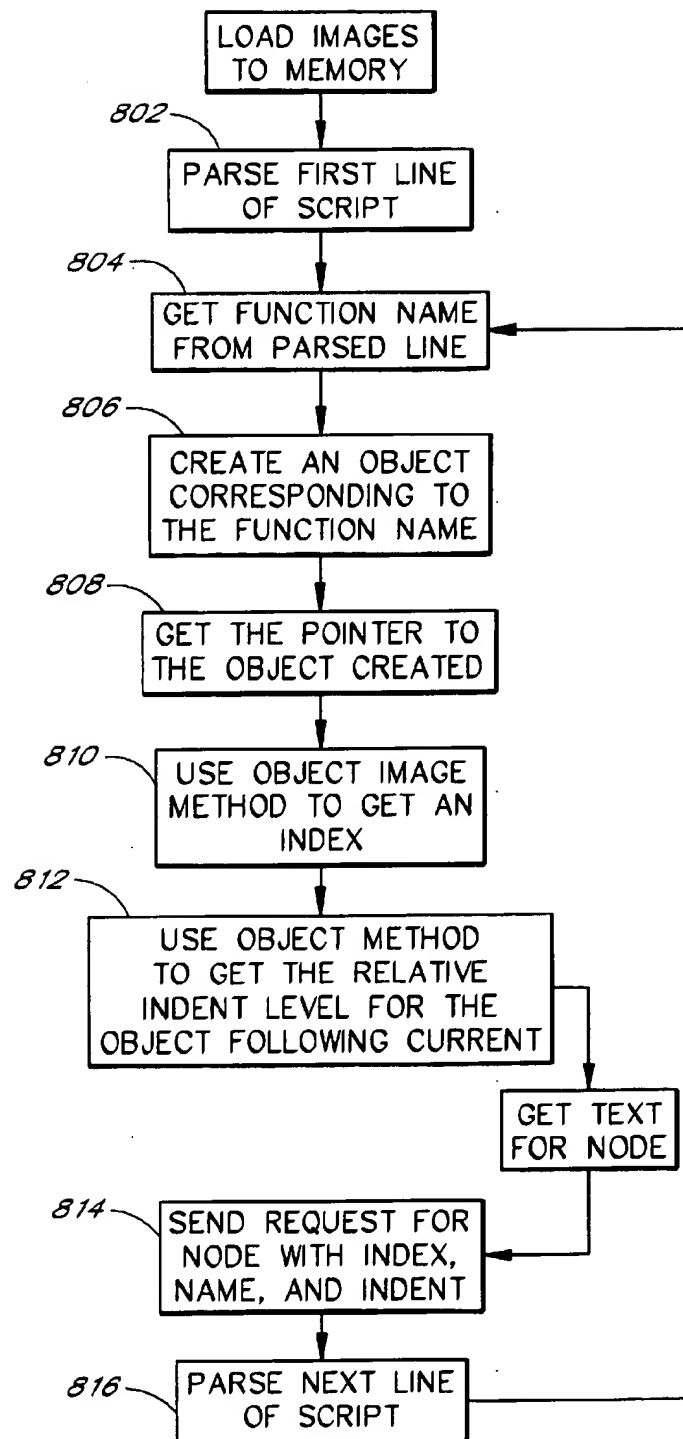 LOAD IMAGES
TO MEMORY
802
PARSE FIRST LINE
OF SCRIPT
804
GET FUNCTION NAME
FROM PARSED LINE
806
CREATE AN OBJECT
CORRESPONDING TO
THE FUNCTION NAME
808
GET THE POINTER TO
THE OBJECT CREATED
810
USE OBJECT IMAGE
METHOD TO GET AN
INDEX
812
USE OBJECT METHOD
TO GET THE RELATIVE
INDENT LEVEL FOR THE
OBJECT FOLLOWING CURRENT
GET TEXT
FOR NODE
814
SEND REQUEST FOR
NODE WITH INDEX,
NAME, AND INDENT
816
PARSE NEXT LINE
OF SCRIPT